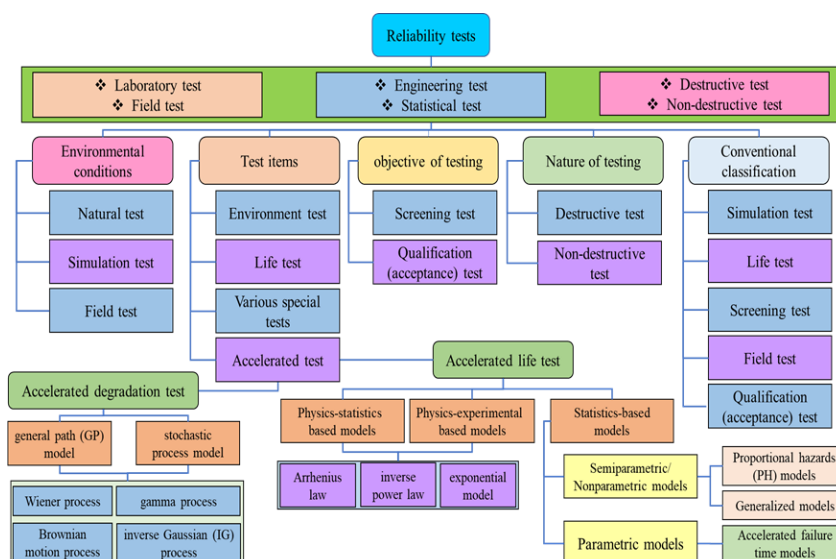 Reliability tests
❖ Laboratory test
❖ Field test
❖ Engineering test
❖ Statistical test
❖ Destructive test
❖ Non-destructive test
Environmental
conditions
Test items
objective of testing
Nature of testing
Conventional
classification
Natural test
Simulation test
Field test
Environment test
Life test
Various special
tests
Accelerated test
Screening test
Qualification
(acceptance) test
Destructive test
Non-destructive
test
Simulation test
Life test
Screening test
Field test
Qualification
(acceptance) test
Accelerated degradation test
general path (GP)
model
stochastic
process model
Wiener process
gamma process
Brownian
motion process
inverse Gaussian (IG)
process
Accelerated life test
Physics-statistics
based models
Physics-experimental
based models
Statistics-based
models
Arrhenius
law
inverse
power law
exponential
model
Semiparametric/
Nonparametric models
Proportional hazards
(PH) models
Generalized models
Parametric models
Accelerated failure
time models